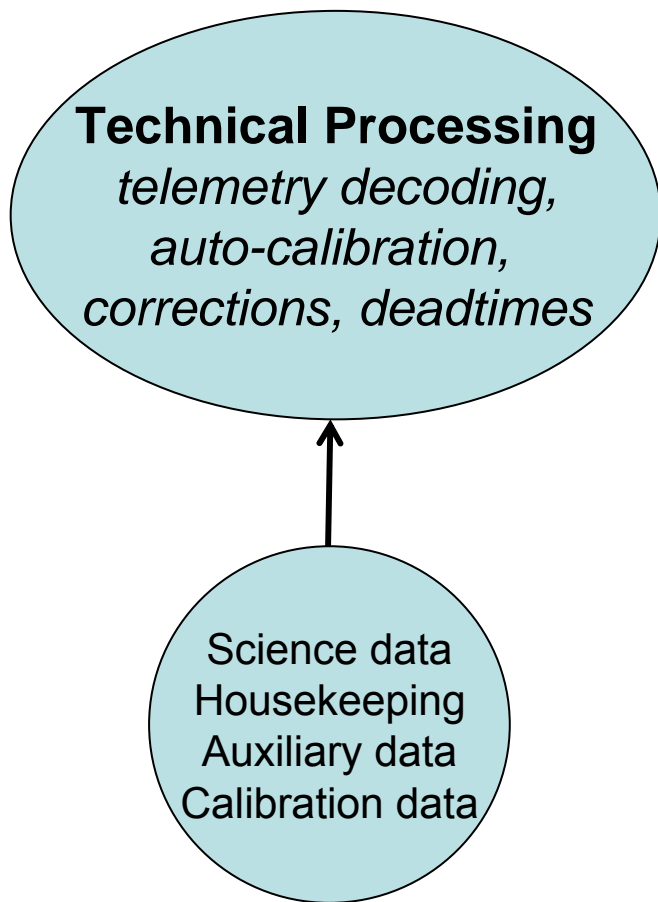 Technical Processing
telemetry decoding,
auto-calibration,
corrections, deadtimes
Science data
Housekeeping
Auxiliary data
Calibration data